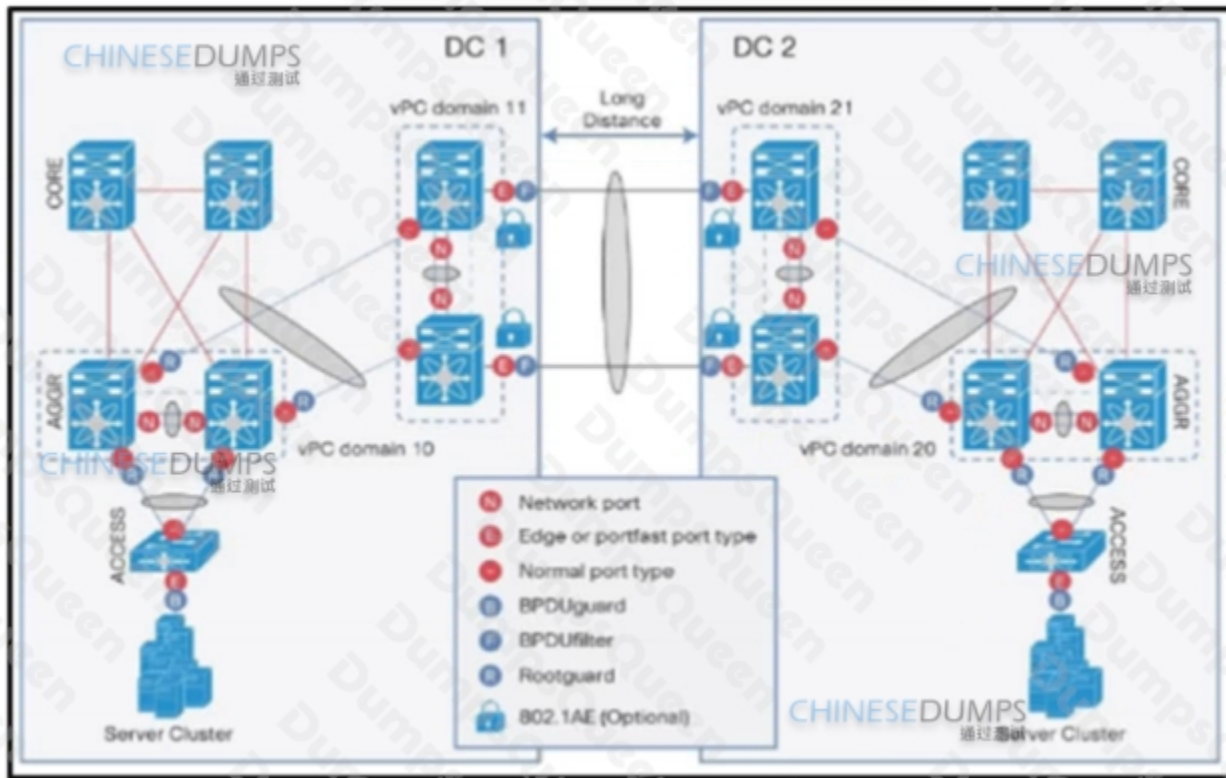 CHINESEDUMPS
通过测试
DC 1
DC 2
vPC domain 11
Long
Distance
vPC domain 21
CORE
CORE
E
F
F
E
N
N
N
N
E
F
F
E
CHINESEDUMPS
通过测试
R
R
AGGR
N
N
R
R
N
N
AGGR
vPC domain 10
vPC domain 20
CHINESEDUMPS
通过测试
R
R
R
R
ACCESS
ACCESS
E
B
E
B
N Network port
E Edge or portfast port type
- Normal port type
B BPDUguard
F BPDUfilter
R Rootguard
802.1AE (Optional)
Server Cluster
CHINESEDUMPS
通过测试
Server Cluster
DumpsQueen